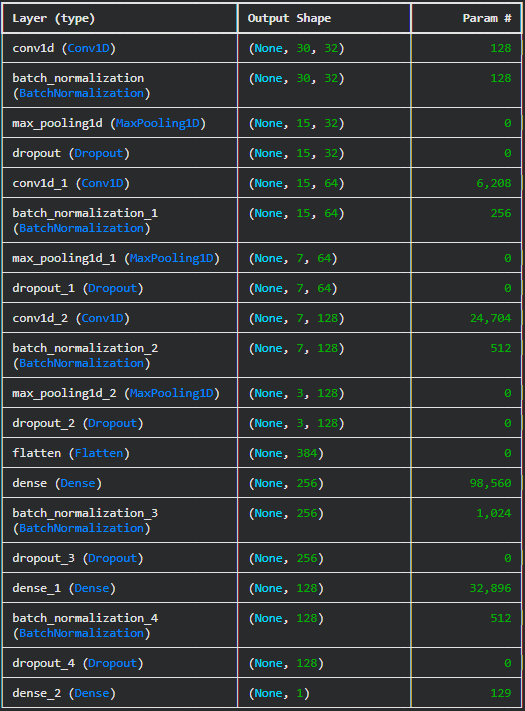 Layer (type) Output Shape Param #
conv1d (Conv1D) (None, 30, 32) 128
batch_normalization (None, 30, 32) 128
(BatchNormalization)
max_pooling1d (MaxPooling1D) (None, 15, 32) 0
dropout (Dropout) (None, 15, 32) 0
conv1d_1 (Conv1D) (None, 15, 64) 6,208
batch_normalization_1 (None, 15, 64) 256
(BatchNormalization)
max_pooling1d_1 (MaxPooling1D) (None, 7, 64) 0
dropout_1 (Dropout) (None, 7, 64) 0
conv1d_2 (Conv1D) (None, 7, 128) 24,704
batch_normalization_2 (None, 7, 128) 512
(BatchNormalization)
max_pooling1d_2 (MaxPooling1D) (None, 3, 128) 0
dropout_2 (Dropout) (None, 3, 128) 0
flatten (Flatten) (None, 384) 0
dense (Dense) (None, 256) 98,560
batch_normalization_3 (None, 256) 1,024
(BatchNormalization)
dropout_3 (Dropout) (None, 256) 0
dense_1 (Dense) (None, 128) 32,896
batch_normalization_4 (None, 128) 512
(BatchNormalization)
dropout_4 (Dropout) (None, 128) 0
dense_2 (Dense) (None, 1) 129